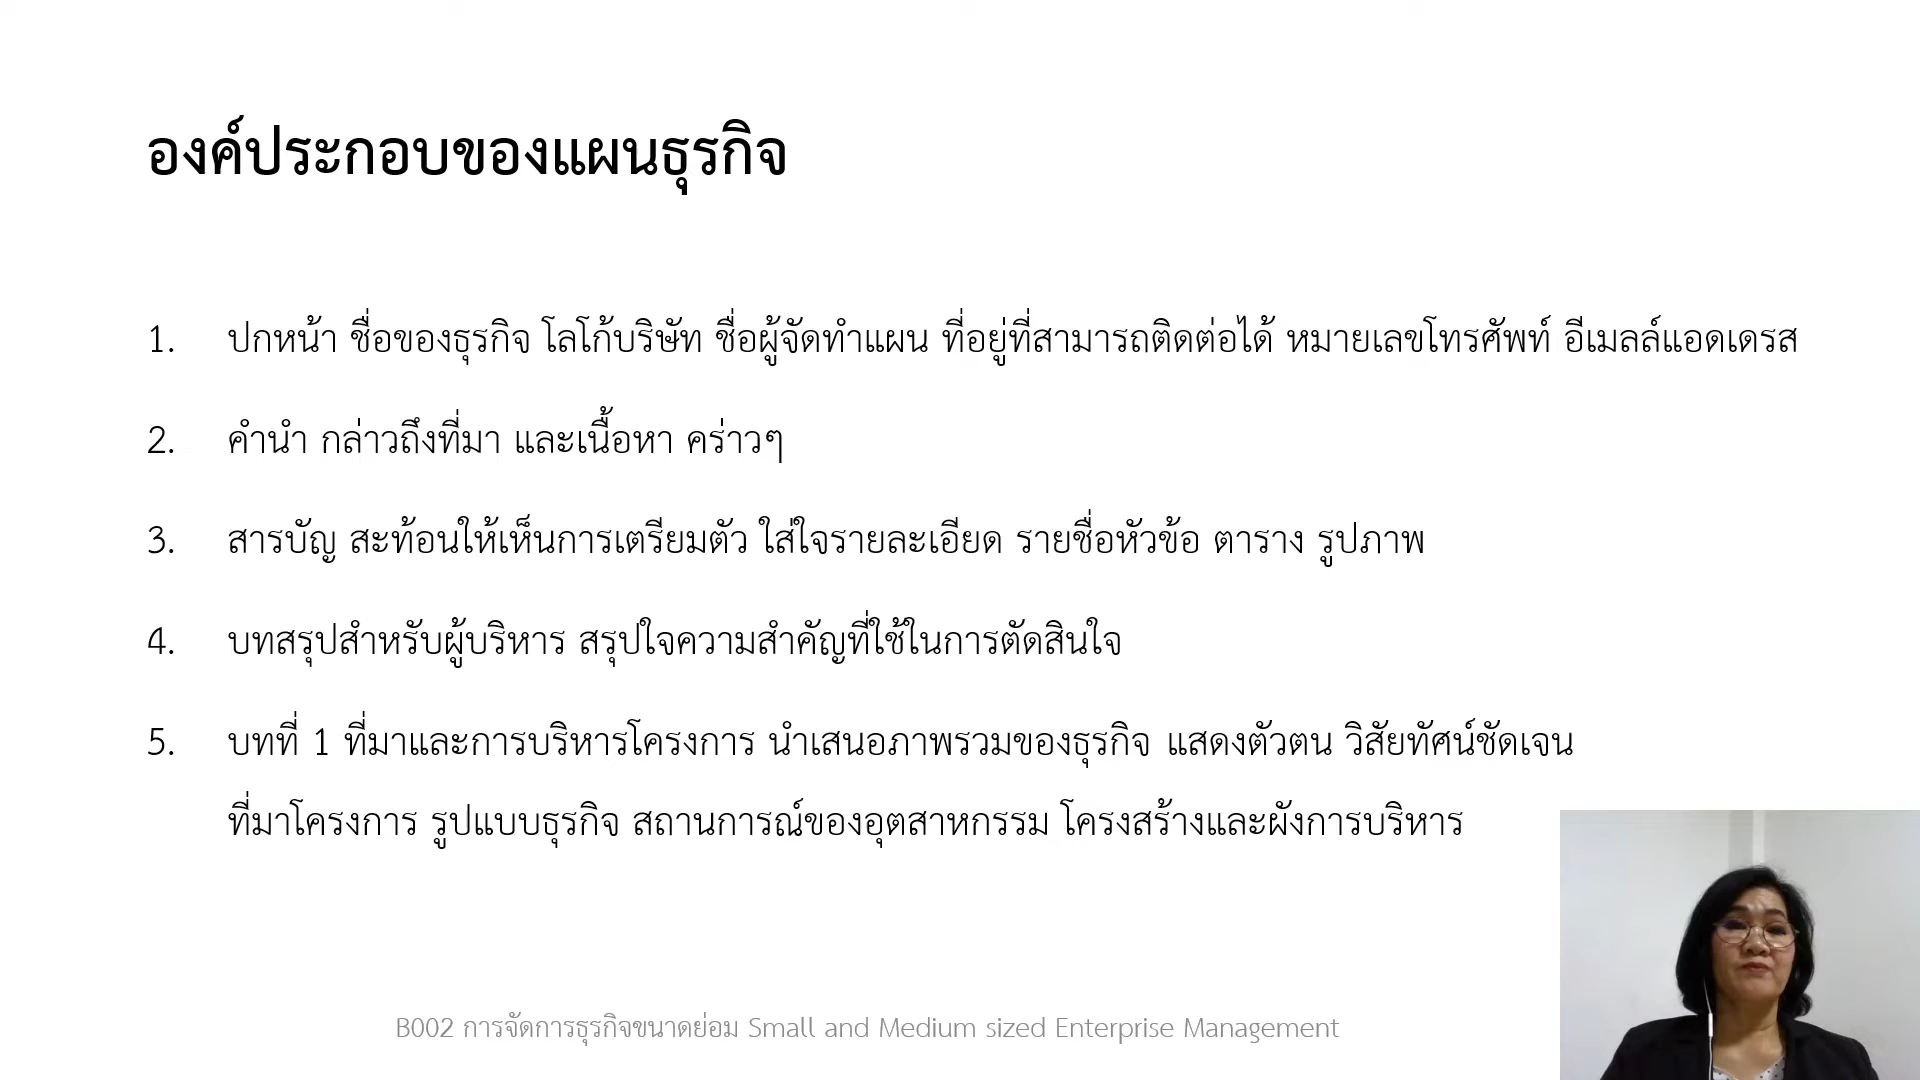 องค์ประกอบของแผนธุรกิจ
1. ปกหน้า ชื่อของธุรกิจ โลโก้บริษัท ชื่อผู้จัดทำแผน ที่อยู่ที่สามารถติดต่อได้ หมายเลขโทรศัพท์ อีเมลล์แอดเดรส
2. คำนำ กล่าวถึงที่มา และเนื้อหา คร่าวๆ
3. สารบัญ สะท้อนให้เห็นการเตรียมตัว ใส่ใจรายละเอียด รายชื่อหัวข้อ ตาราง รูปภาพ
4. บทสรุปสำหรับผู้บริหาร สรุปใจความสำคัญที่ใช้ในการตัดสินใจ
5. บทที่ 1 ที่มาและการบริหารโครงการ นำเสนอภาพรวมของธุรกิจ แสดงตัวตน วิสัยทัศน์ชัดเจน
ที่มาโครงการ รูปแบบธุรกิจ สถานการณ์ของอุตสาหกรรม โครงสร้างและผังการบริหาร
B002 การจัดการธุรกิจขนาดย่อม Small and Medium sized Enterprise Management